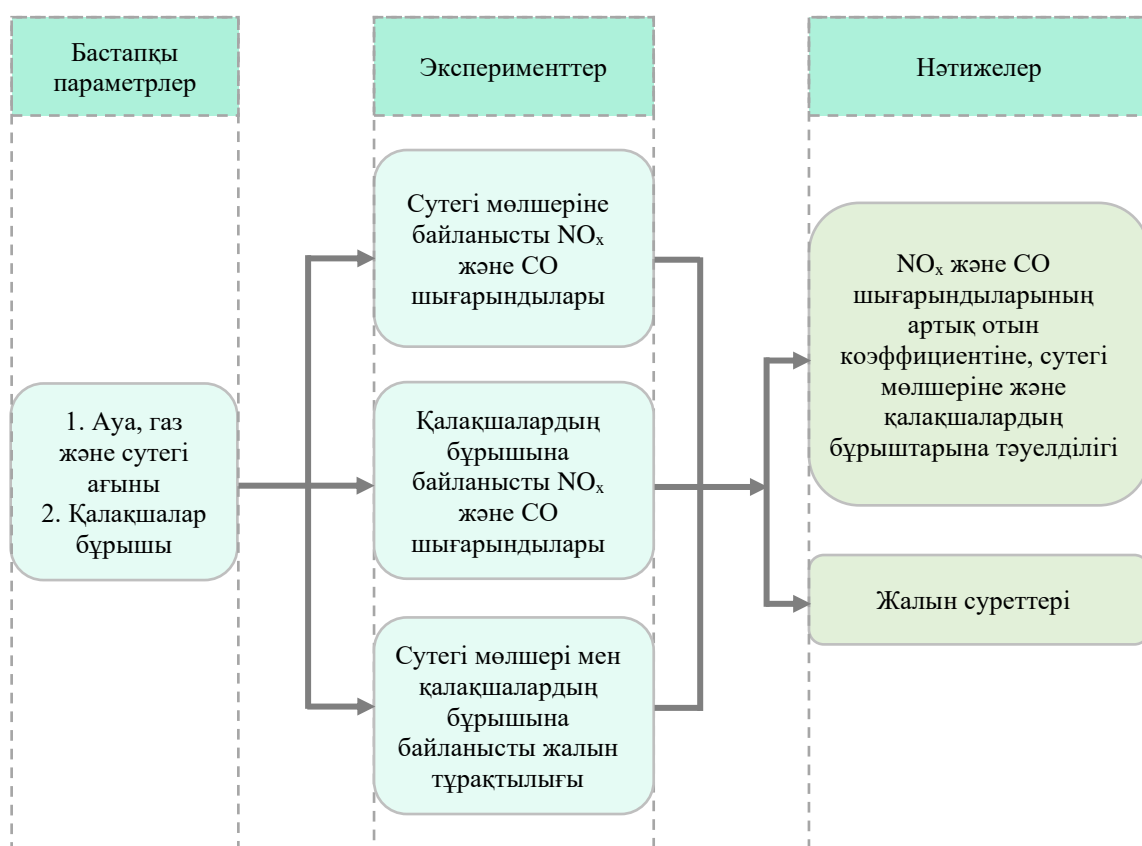 Бастапқы
параметрлер
Эксперименттер
Нәтижелер
1. Ауа, газ
және сутегі
ағыны
2. Қалақшалар
бұрышы
Сутегі мөлшеріне
байланысты NOₓ
және CO
шығарындылары
Қалақшалардың
бұрышына
байланысты NOₓ
және CO
шығарындылары
Сутегі мөлшері мен
қалақшалардың
бұрышына
байланысты жалын
тұрақтылығы
NOₓ және CO
шығарындыларының
артық отын
коэффициентіне, сутегі
мөлшеріне және
қалақшалардың
бұрыштарына тәуелділігі
Жалын суреттері